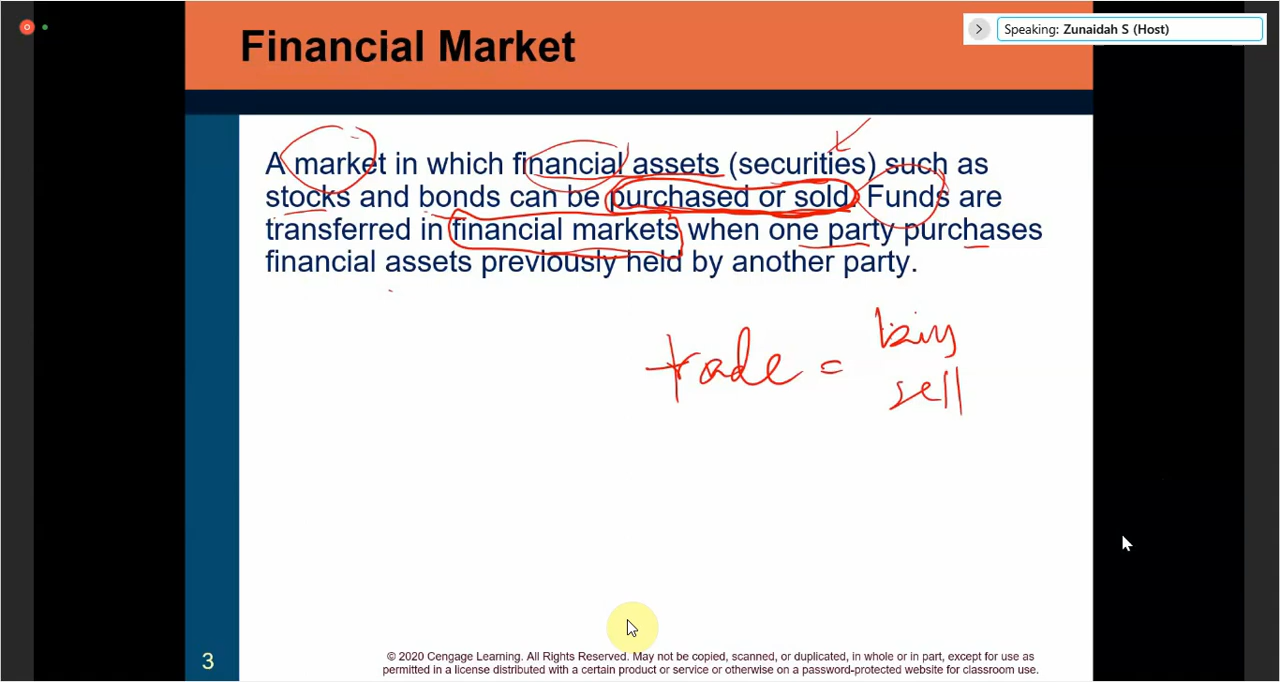 Speaking: Zunaidah S (Host)
Financial Market
A market in which financial assets (securities) such as
stocks and bonds can be purchased or sold. Funds are
transferred in financial markets when one party purchases
financial assets previously held by another party.
trade = buy
sell
3
© 2020 Cengage Learning. All Rights Reserved. May not be copied, scanned, or duplicated, in whole or in part, except for use as
permitted in a license distributed with a certain product or service or otherwise on a password-protected website for classroom use.